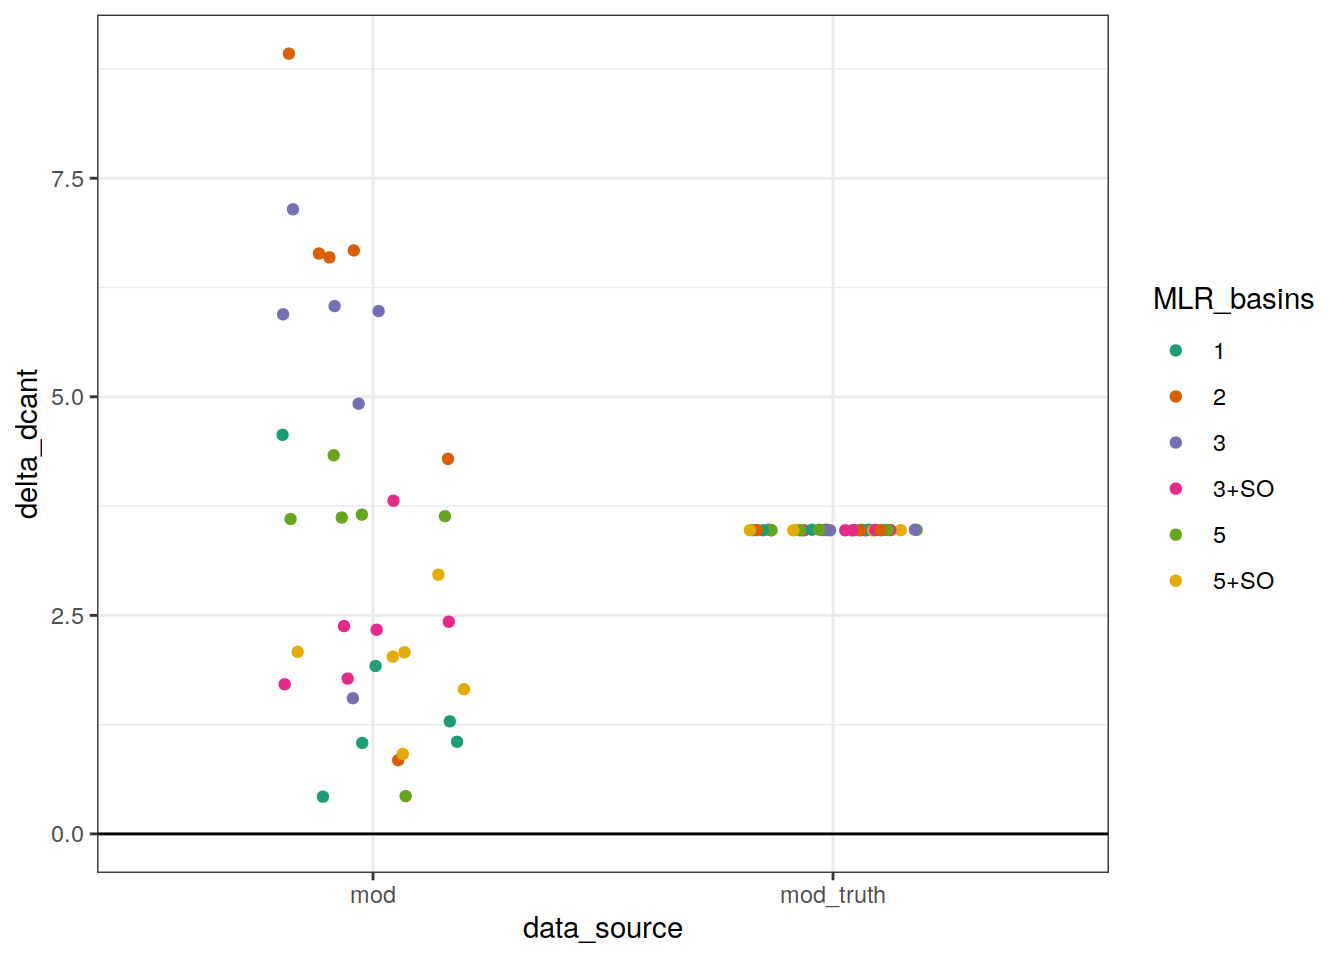 7.5
5.0
2.5
0.0
delta_dcant
mod
mod_truth
data_source
MLR_basins
1
2
3
3+SO
5
5+SO